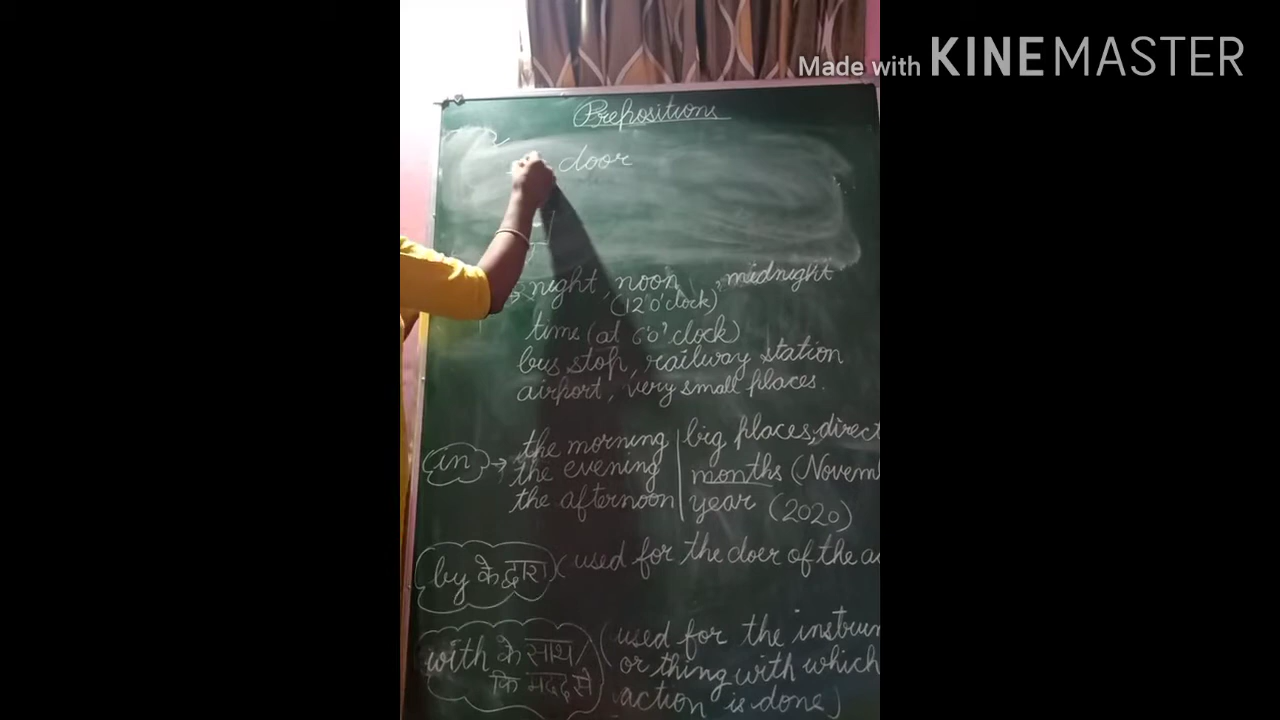 Made with KINEMASTER
Prepositions
door
night, noon, midnight
(12 o'clock)
time (at 6 o'clock)
bus stop, railway station
airport, very small places.
in → the morning
the evening
the afternoon
big places, direct
months (Novem
year (2020)
by के द्वारा (used for the doer of the a
with के साथ/
कि मदद से
(used for the instrum
or thing with which
action is done)